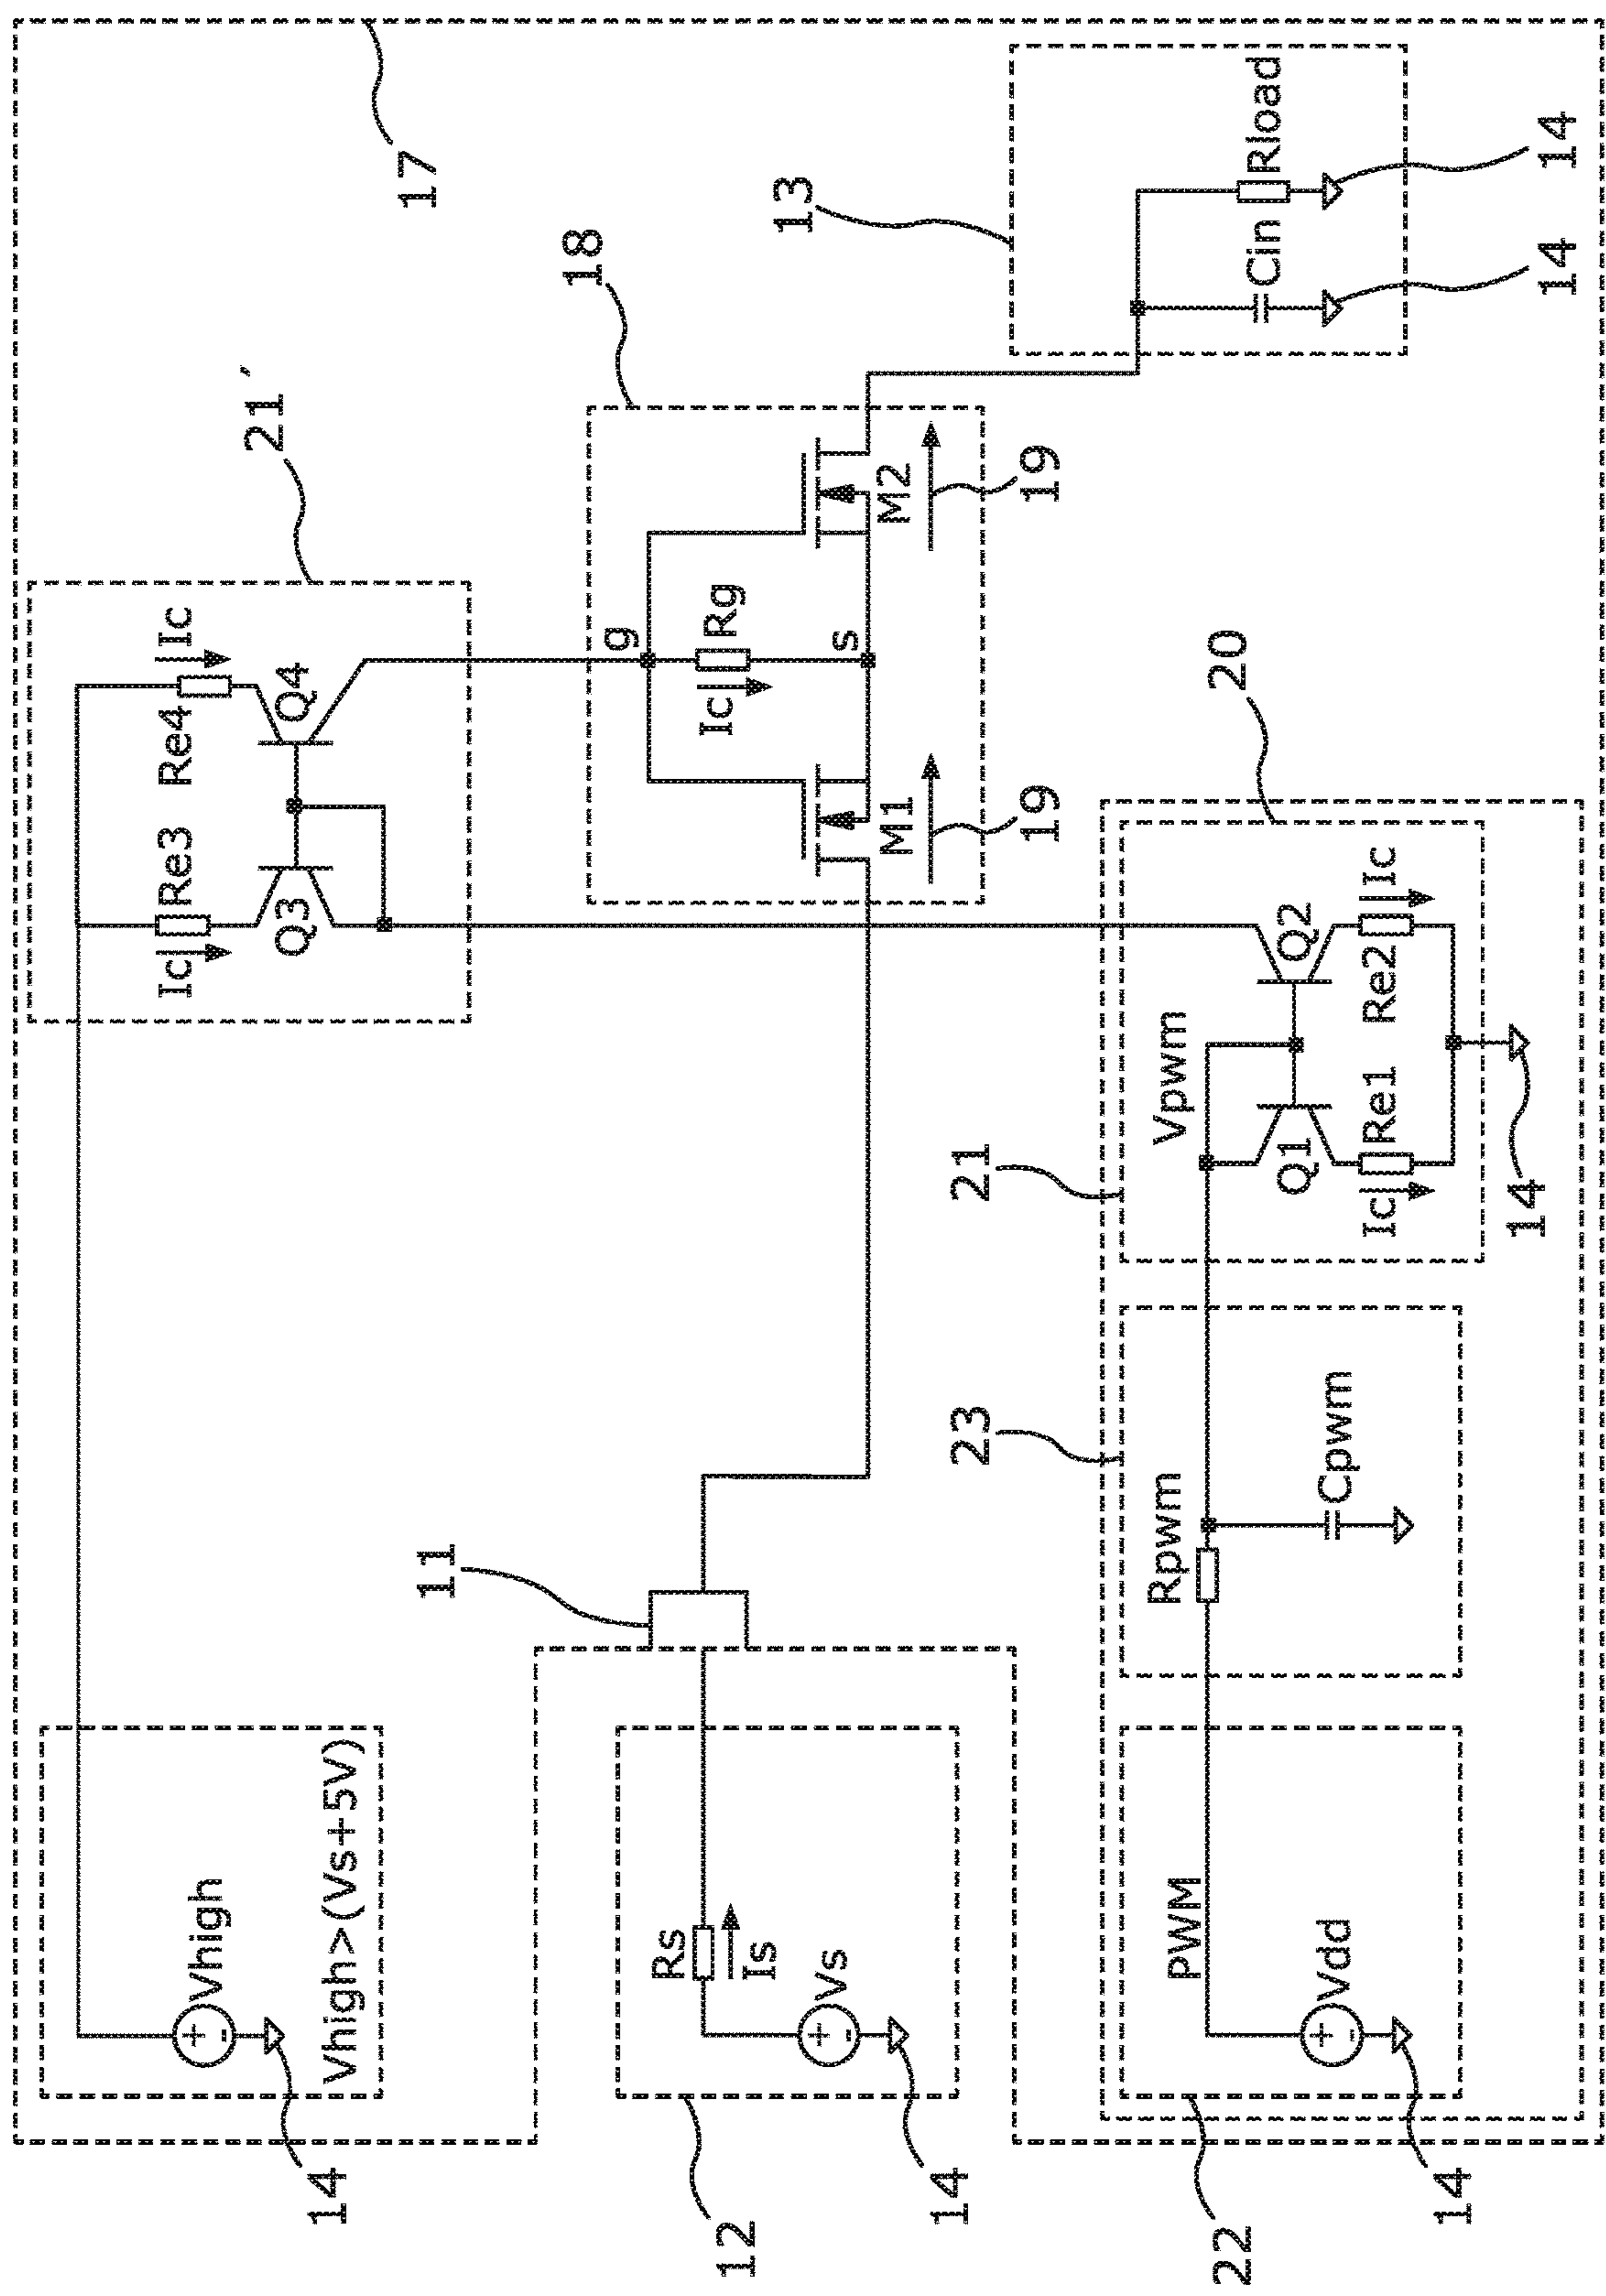 17
21´
Ic
Re4
Q4
Re3
Ic
Q3
18
g
Rg
Ic
s
M2
M1
19
19
13
Rload
Cin
14
14
Vhigh
Vhigh>(Vs+5V)
14
11
Rs
Is
Vs
12
14
20
21
Vpwm
Q2
Q1
Ic
Re2
Re1
Ic
14
23
Rpwm
Cpwm
PWM
Vdd
22
14